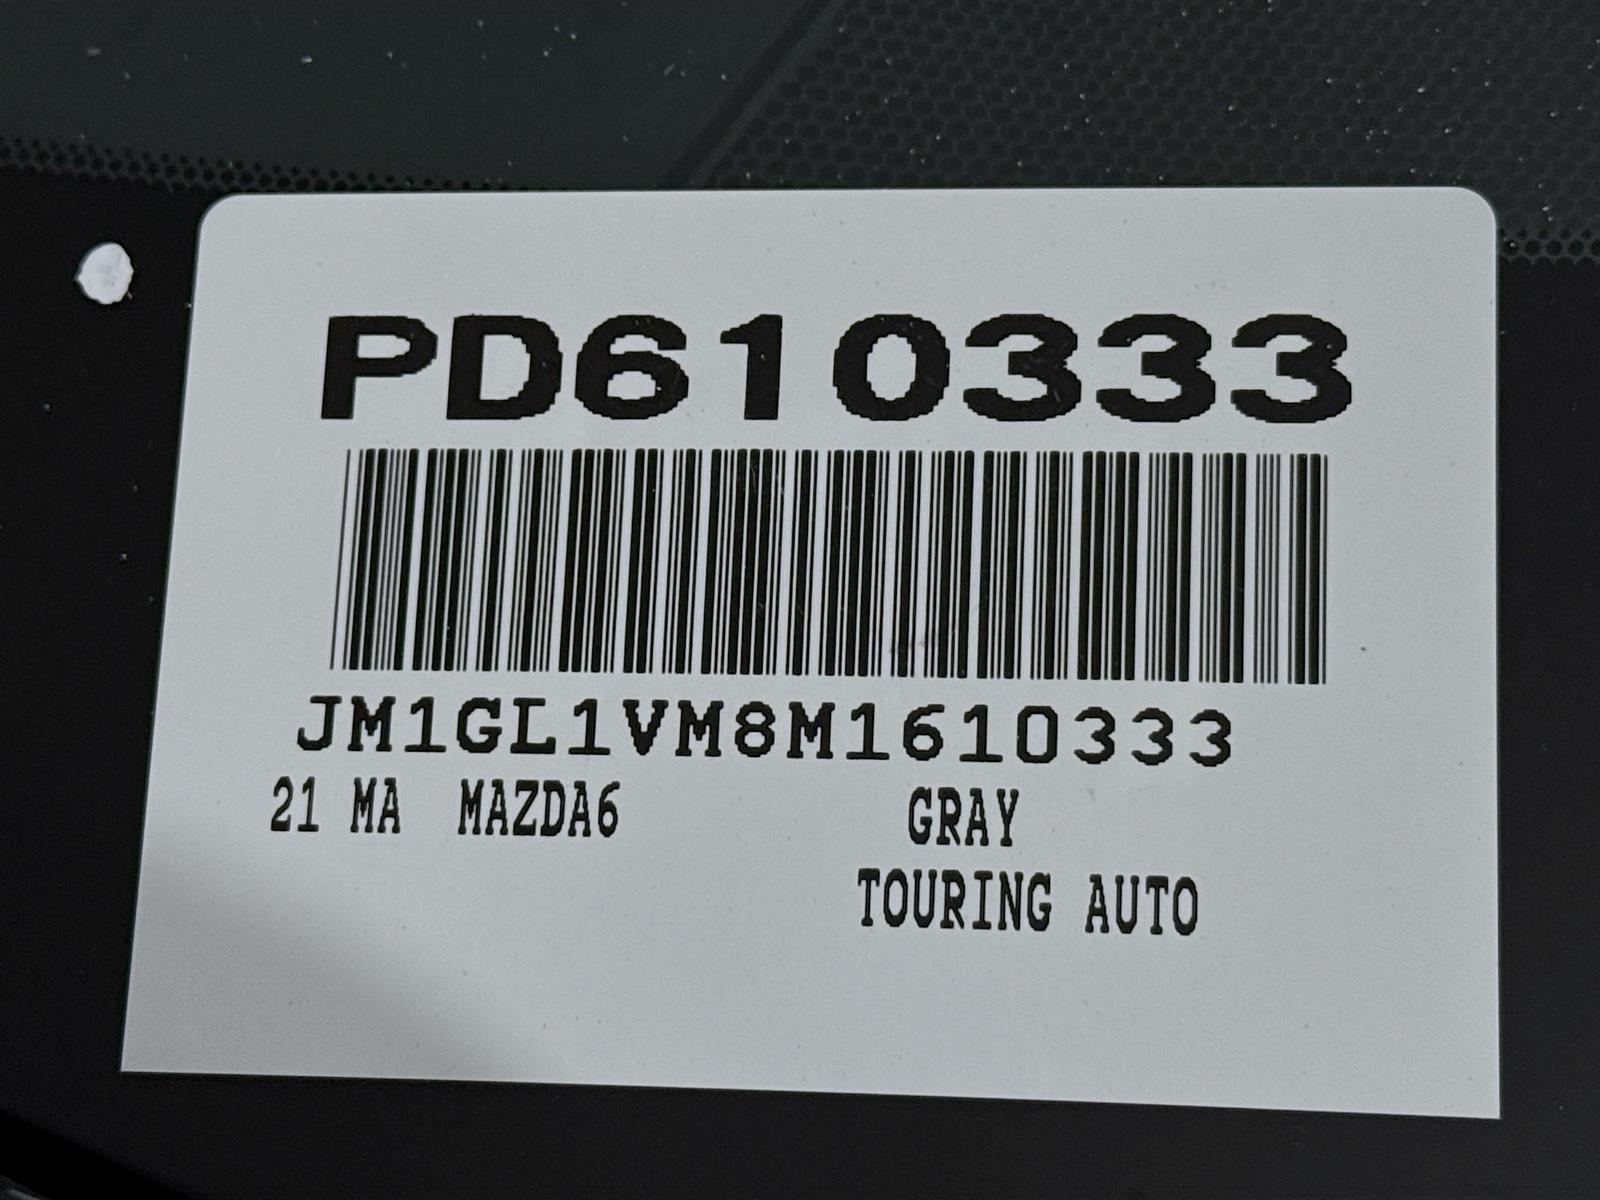 PD610333
JM1GL1VM8M1610333
21 MA MAZDA6 GRAY
TOURING AUTO